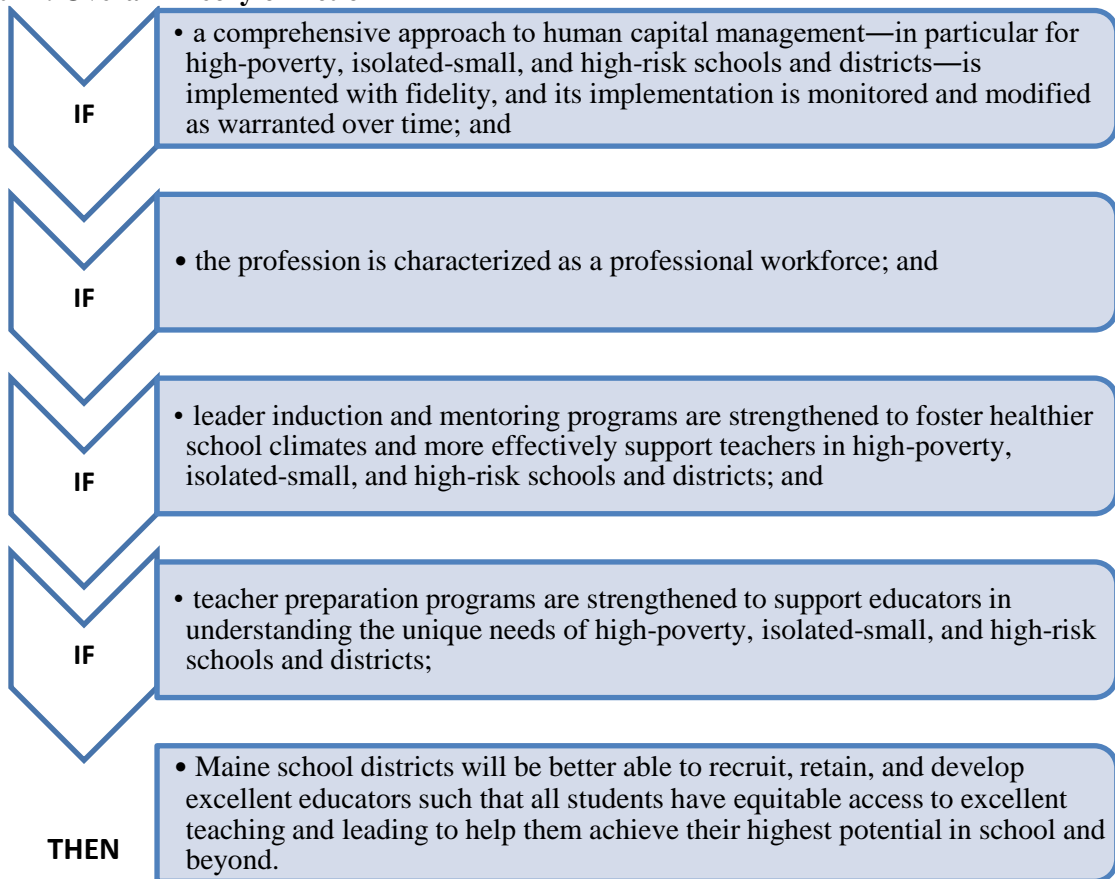 • a comprehensive approach to human capital management—in particular for
high-poverty, isolated-small, and high-risk schools and districts—is
implemented with fidelity, and its implementation is monitored and modified
as warranted over time; and
IF
• the profession is characterized as a professional workforce; and
IF
• leader induction and mentoring programs are strengthened to foster healthier
school climates and more effectively support teachers in high-poverty,
isolated-small, and high-risk schools and districts; and
IF
• teacher preparation programs are strengthened to support educators in
understanding the unique needs of high-poverty, isolated-small, and high-risk
schools and districts;
IF
• Maine school districts will be better able to recruit, retain, and develop
excellent educators such that all students have equitable access to excellent
teaching and leading to help them achieve their highest potential in school and
beyond.
THEN